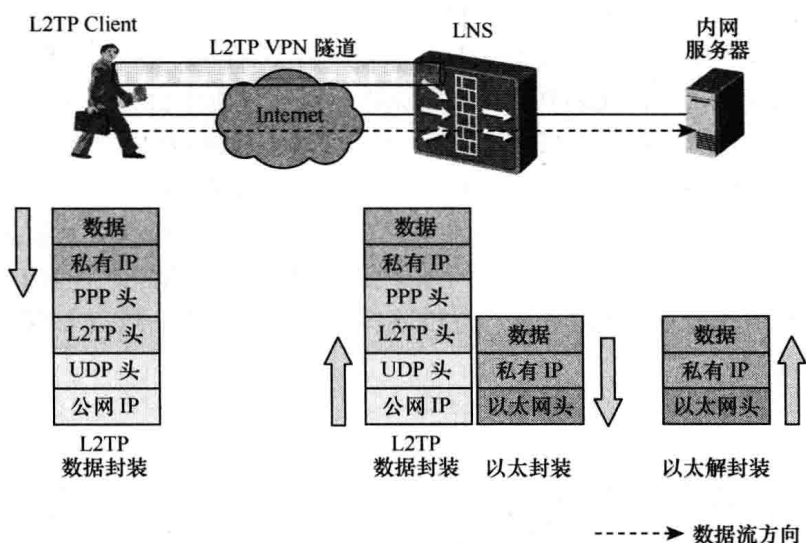 L2TP Client
L2TP VPN 隧道
LNS
内网
服务器
Internet
数据
私有 IP
PPP 头
L2TP 头
UDP 头
公网 IP
L2TP
数据封装
数据
私有 IP
PPP 头
L2TP 头
UDP 头
公网 IP
L2TP
数据封装
数据
私有 IP
以太网头
以太封装
数据
私有 IP
以太网头
以太解封装
数据流方向